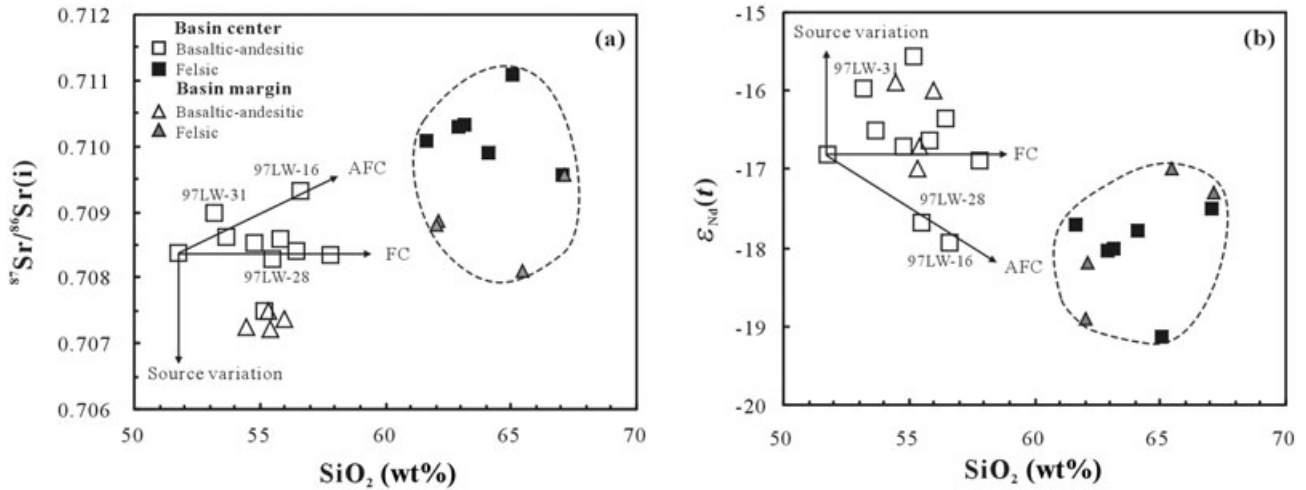 0.712
0.711
0.710
0.709
0.708
0.707
0.706
⁸⁷Sr/⁸⁶Sr(i)
Basin center
Basaltic-andesitic
Felsic
Basin margin
Basaltic-andesitic
Felsic
(a)
97LW-16
AFC
97LW-31
FC
97LW-28
Source variation
50
55
60
65
70
SiO₂ (wt%)
-15
-16
-17
-18
-19
-20
εNd(t)
Source variation
(b)
97LW-31
FC
97LW-28
97LW-16
AFC
50
55
60
65
70
SiO₂ (wt%)